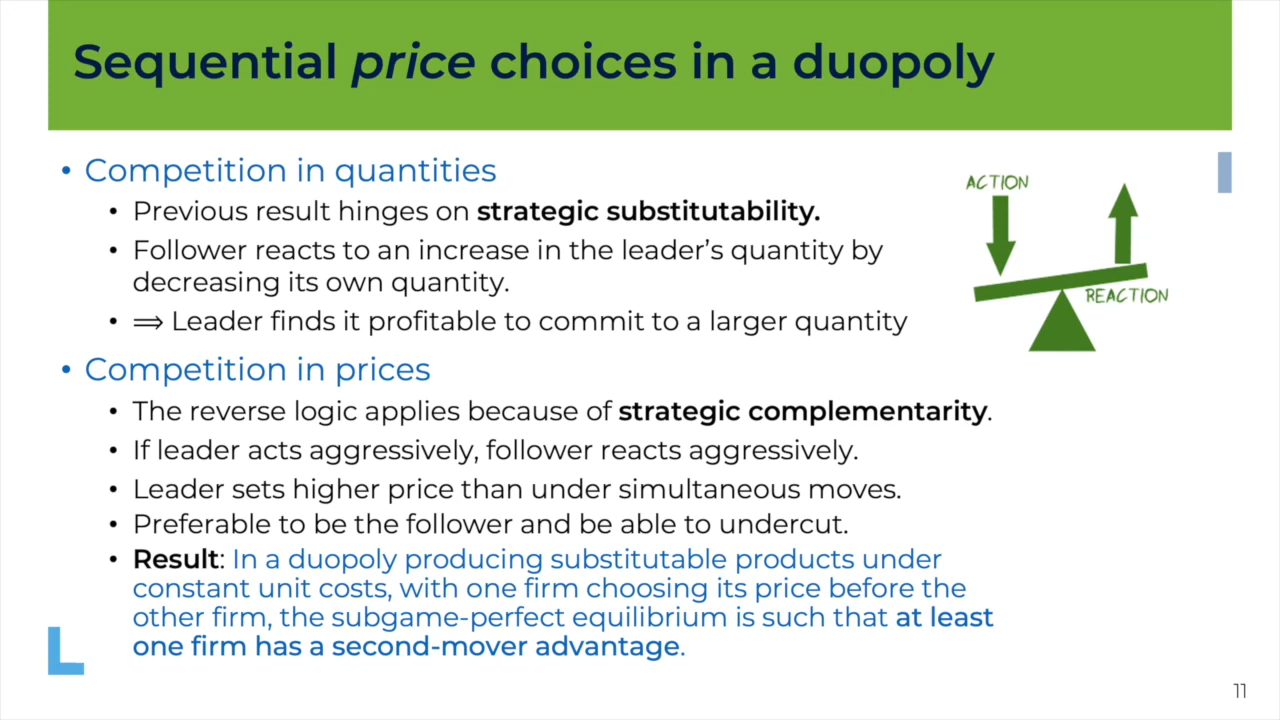 Sequential price choices in a duopoly
• Competition in quantities
• Previous result hinges on strategic substitutability.
• Follower reacts to an increase in the leader’s quantity by
decreasing its own quantity.
• ⟹ Leader finds it profitable to commit to a larger quantity
ACTION
REACTION
• Competition in prices
• The reverse logic applies because of strategic complementarity.
• If leader acts aggressively, follower reacts aggressively.
• Leader sets higher price than under simultaneous moves.
• Preferable to be the follower and be able to undercut.
• Result: In a duopoly producing substitutable products under
constant unit costs, with one firm choosing its price before the
other firm, the subgame-perfect equilibrium is such that at least
one firm has a second-mover advantage.
11